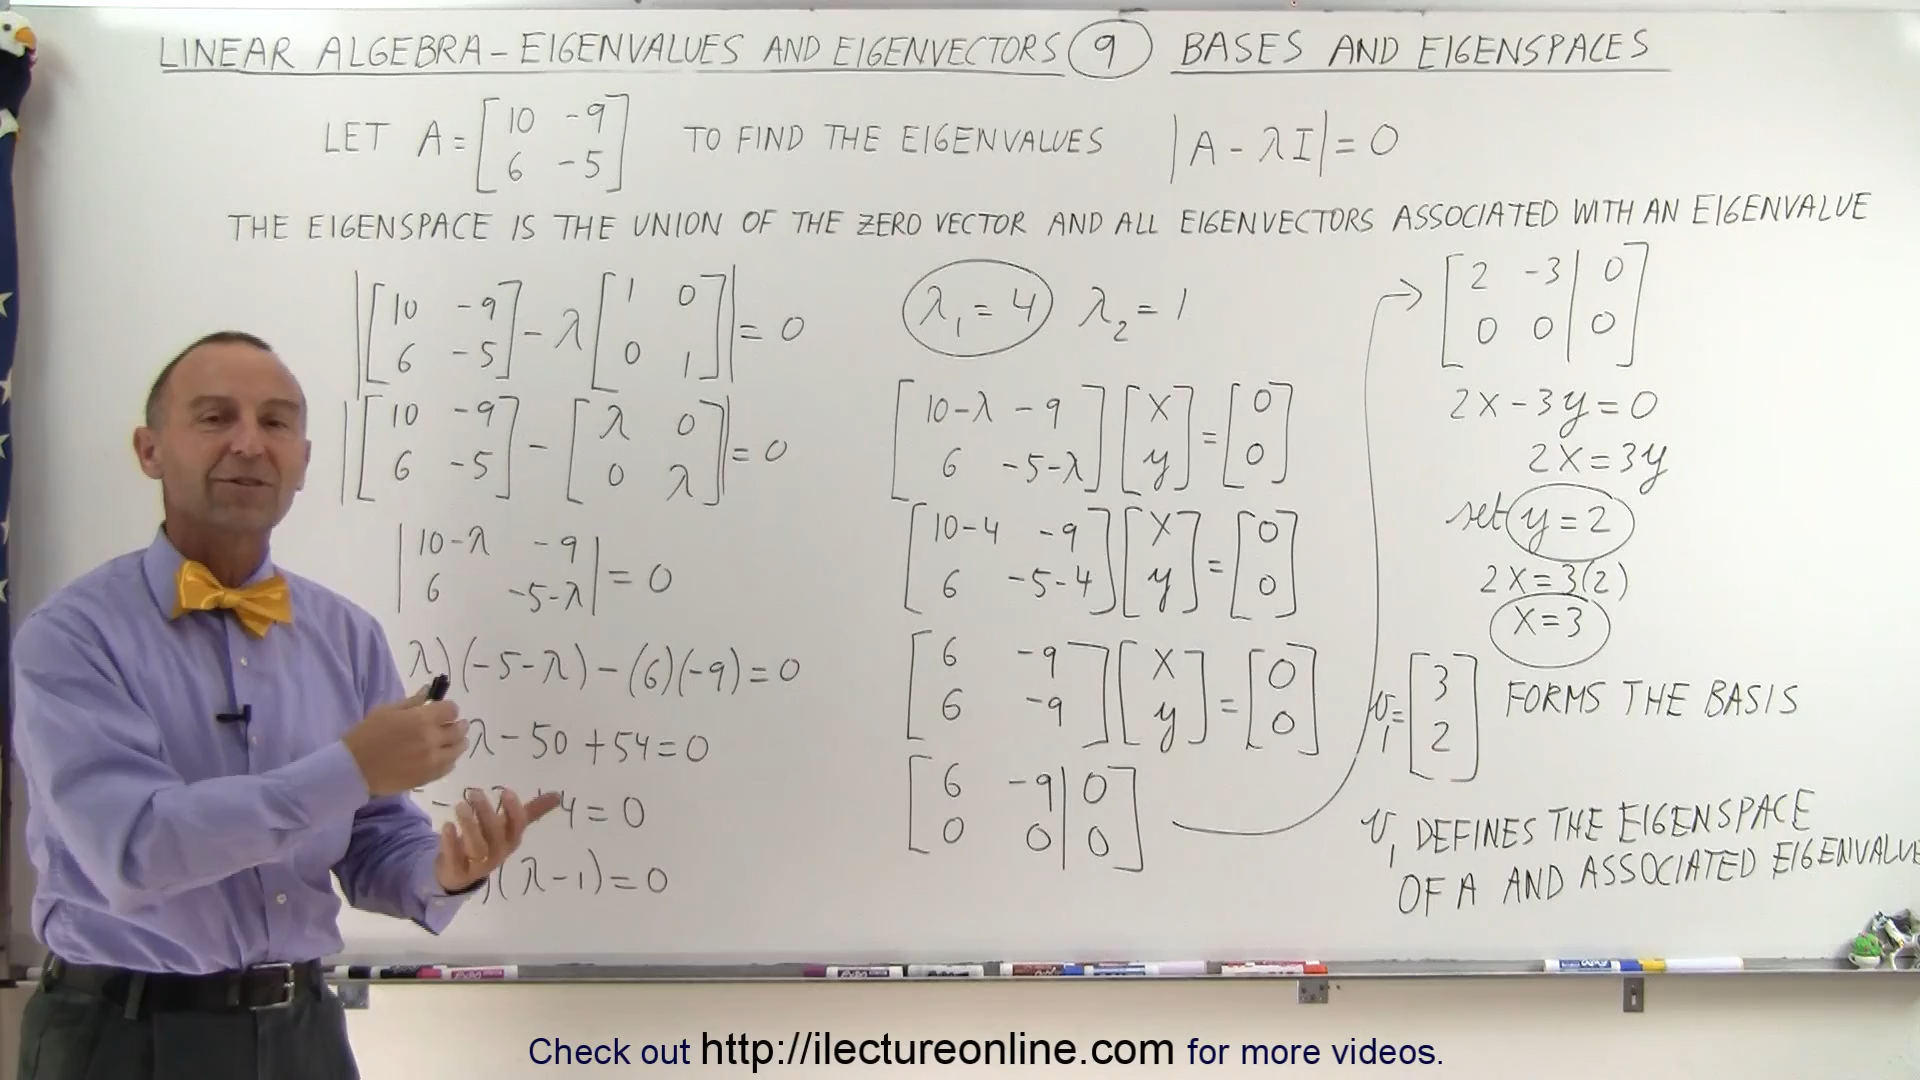 LINEAR ALGEBRA - EIGENVALUES AND EIGENVECTORS 9 BASES AND EIGENSPACES
LET A = [10 -9
6 -5] TO FIND THE EIGENVALUES |A - λI| = 0
THE EIGENSPACE IS THE UNION OF THE ZERO VECTOR AND ALL EIGENVECTORS ASSOCIATED WITH AN EIGENVALUE
|[10 -9
6 -5] - λ[1 0
0 1]| = 0
|[10 -9
6 -5] - [λ 0
0 λ]| = 0
|10-λ -9
6 -5-λ| = 0
λ)(-5-λ) - (6)(-9) = 0
λ - 50 + 54 = 0
4 = 0
)(λ-1) = 0
λ₁ = 4 λ₂ = 1
[10-λ -9
6 -5-λ][x
y] = [0
0]
[10-4 -9
6 -5-4][x
y] = [0
0]
[6 -9
6 -9][x
y] = [0
0]
[6 -9 | 0
0 0 | 0]
[2 -3 | 0
0 0 | 0]
2x - 3y = 0
2x = 3y
set y = 2
2x = 3(2)
x = 3
v₁ = [3
2] FORMS THE BASIS
v₁ DEFINES THE EIGENSPACE
OF A AND ASSOCIATED EIGENVALUE
Check out http://ilectureonline.com for more videos.